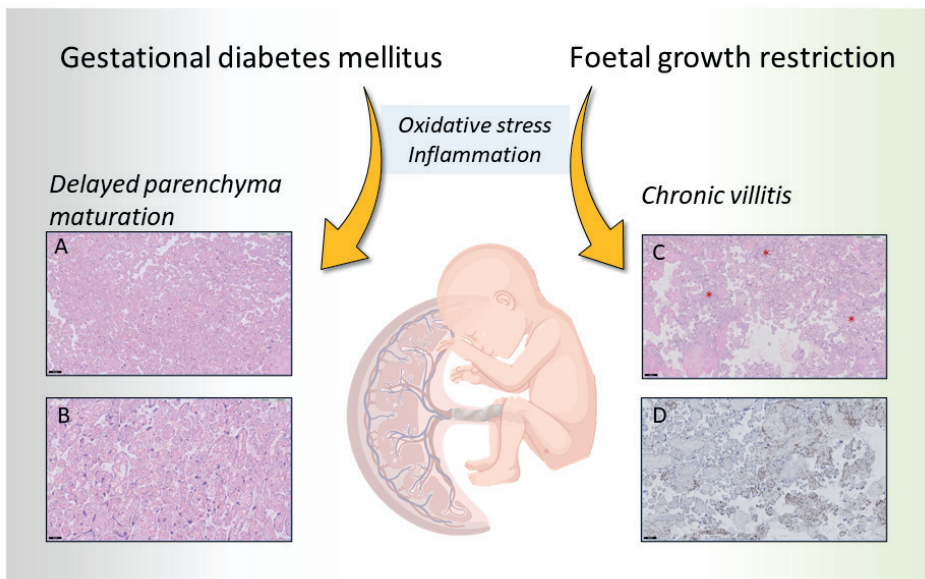 Gestational diabetes mellitus
Foetal growth restriction
Oxidative stress
Inflammation
Delayed parenchyma
maturation
Chronic villitis
A
C
*
*
*
B
D